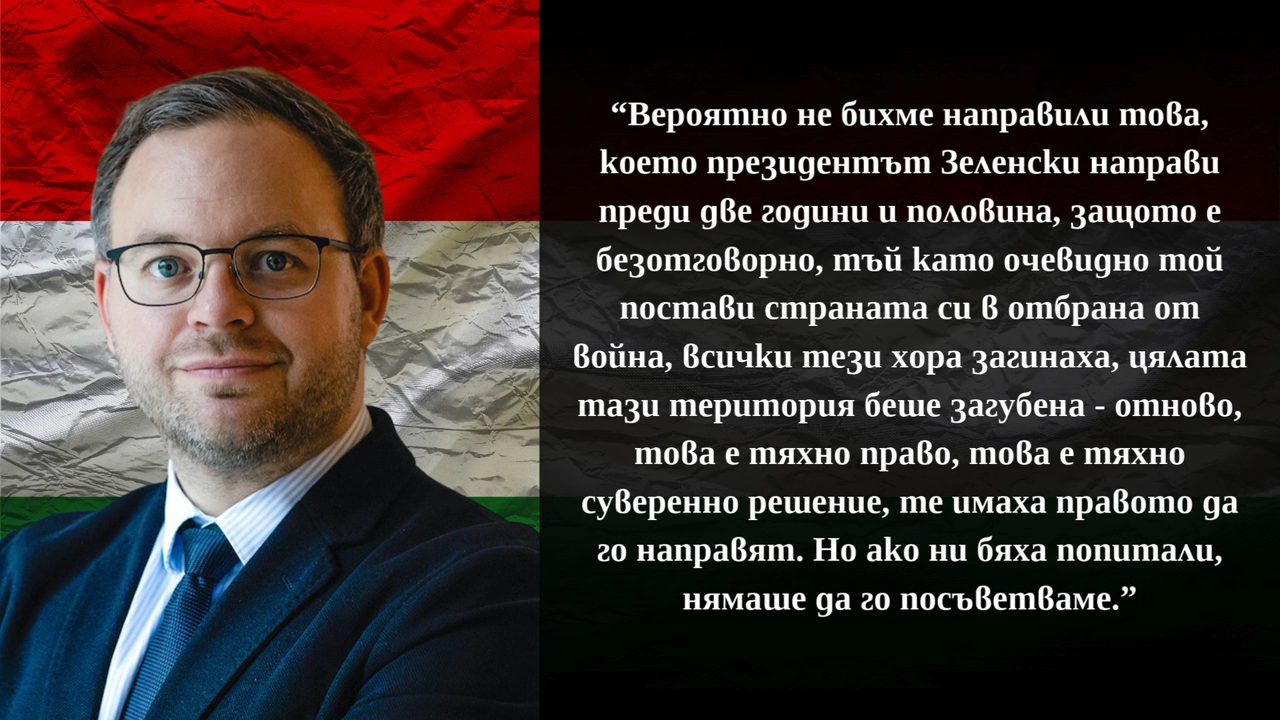 “Вероятно не бихме направили това,
което президентът Зеленски направи
преди две години и половина, защото е
безотговорно, тъй като очевидно той
постави страната си в отбрана от
война, всички тези хора загинаха, цялата
тази територия беше загубена - отново,
това е тяхно право, това е тяхно
суверенно решение, те имаха правото да
го направят. Но ако ни бяха попитали,
нямаше да го посъветваме.”